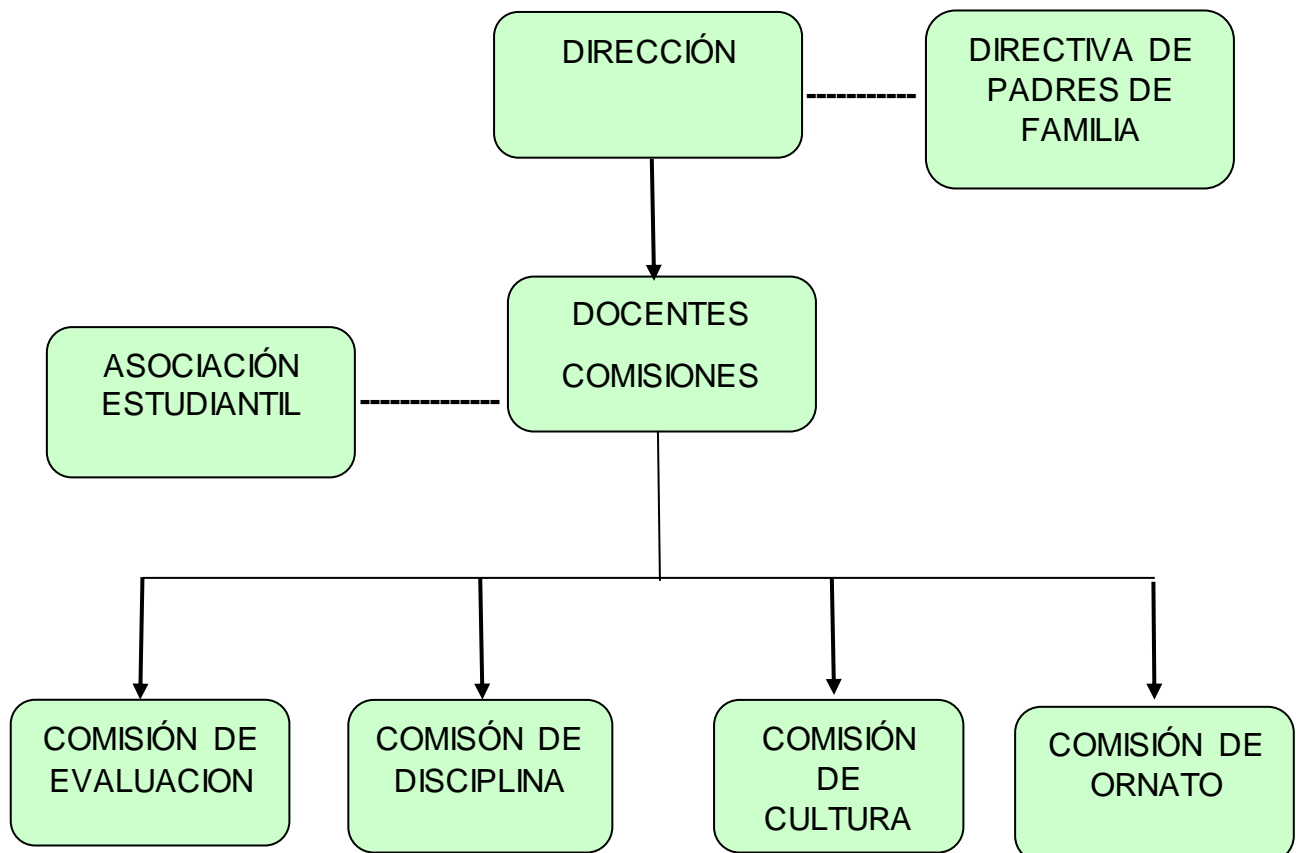 DIRECCIÓN
DIRECTIVA DE
PADRES DE
FAMILIA
DOCENTES
COMISIONES
ASOCIACIÓN
ESTUDIANTIL
COMISIÓN DE
EVALUACION
COMISÓN DE
DISCIPLINA
COMISIÓN
DE
CULTURA
COMISIÓN DE
ORNATO